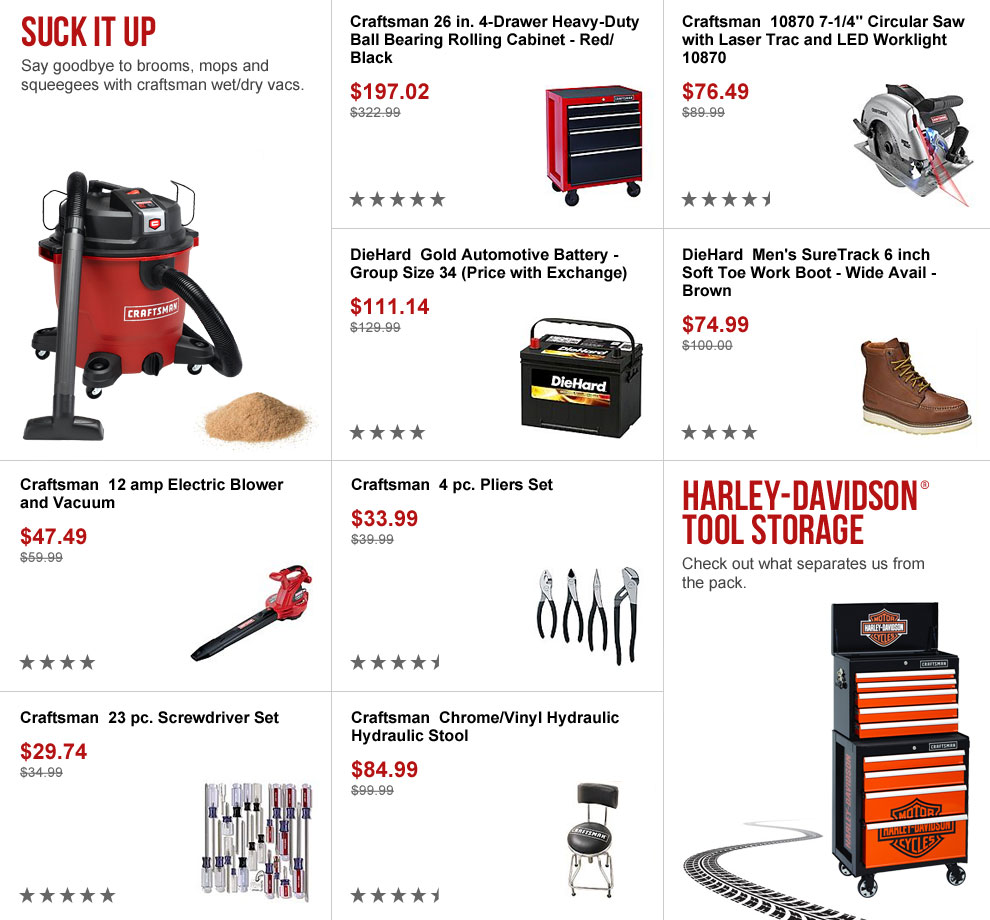 SUCK IT UP
Say goodbye to brooms, mops and
squeegees with craftsman wet/dry vacs.
CRAFTSMAN
Craftsman 26 in. 4-Drawer Heavy-Duty
Ball Bearing Rolling Cabinet - Red/
Black
$197.02
$322.99
CRAFTSMAN
Craftsman 10870 7-1/4" Circular Saw
with Laser Trac and LED Worklight
10870
$76.49
$89.99
DieHard Gold Automotive Battery -
Group Size 34 (Price with Exchange)
$111.14
$129.99
DieHard
DieHard
DieHard Men's SureTrack 6 inch
Soft Toe Work Boot - Wide Avail -
Brown
$74.99
$100.00
Craftsman 12 amp Electric Blower
and Vacuum
$47.49
$59.99
Craftsman 4 pc. Pliers Set
$33.99
$39.99
HARLEY-DAVIDSON®
TOOL STORAGE
Check out what separates us from
the pack.
MOTOR
HARLEY-DAVIDSON
CYCLES
CRAFTSMAN
CRAFTSMAN
HARLEY-DAVIDSON
MOTOR
HARLEY-DAVIDSON
CYCLES
Craftsman 23 pc. Screwdriver Set
$29.74
$34.99
Craftsman Chrome/Vinyl Hydraulic
Hydraulic Stool
$84.99
$99.99
CRAFTSMAN